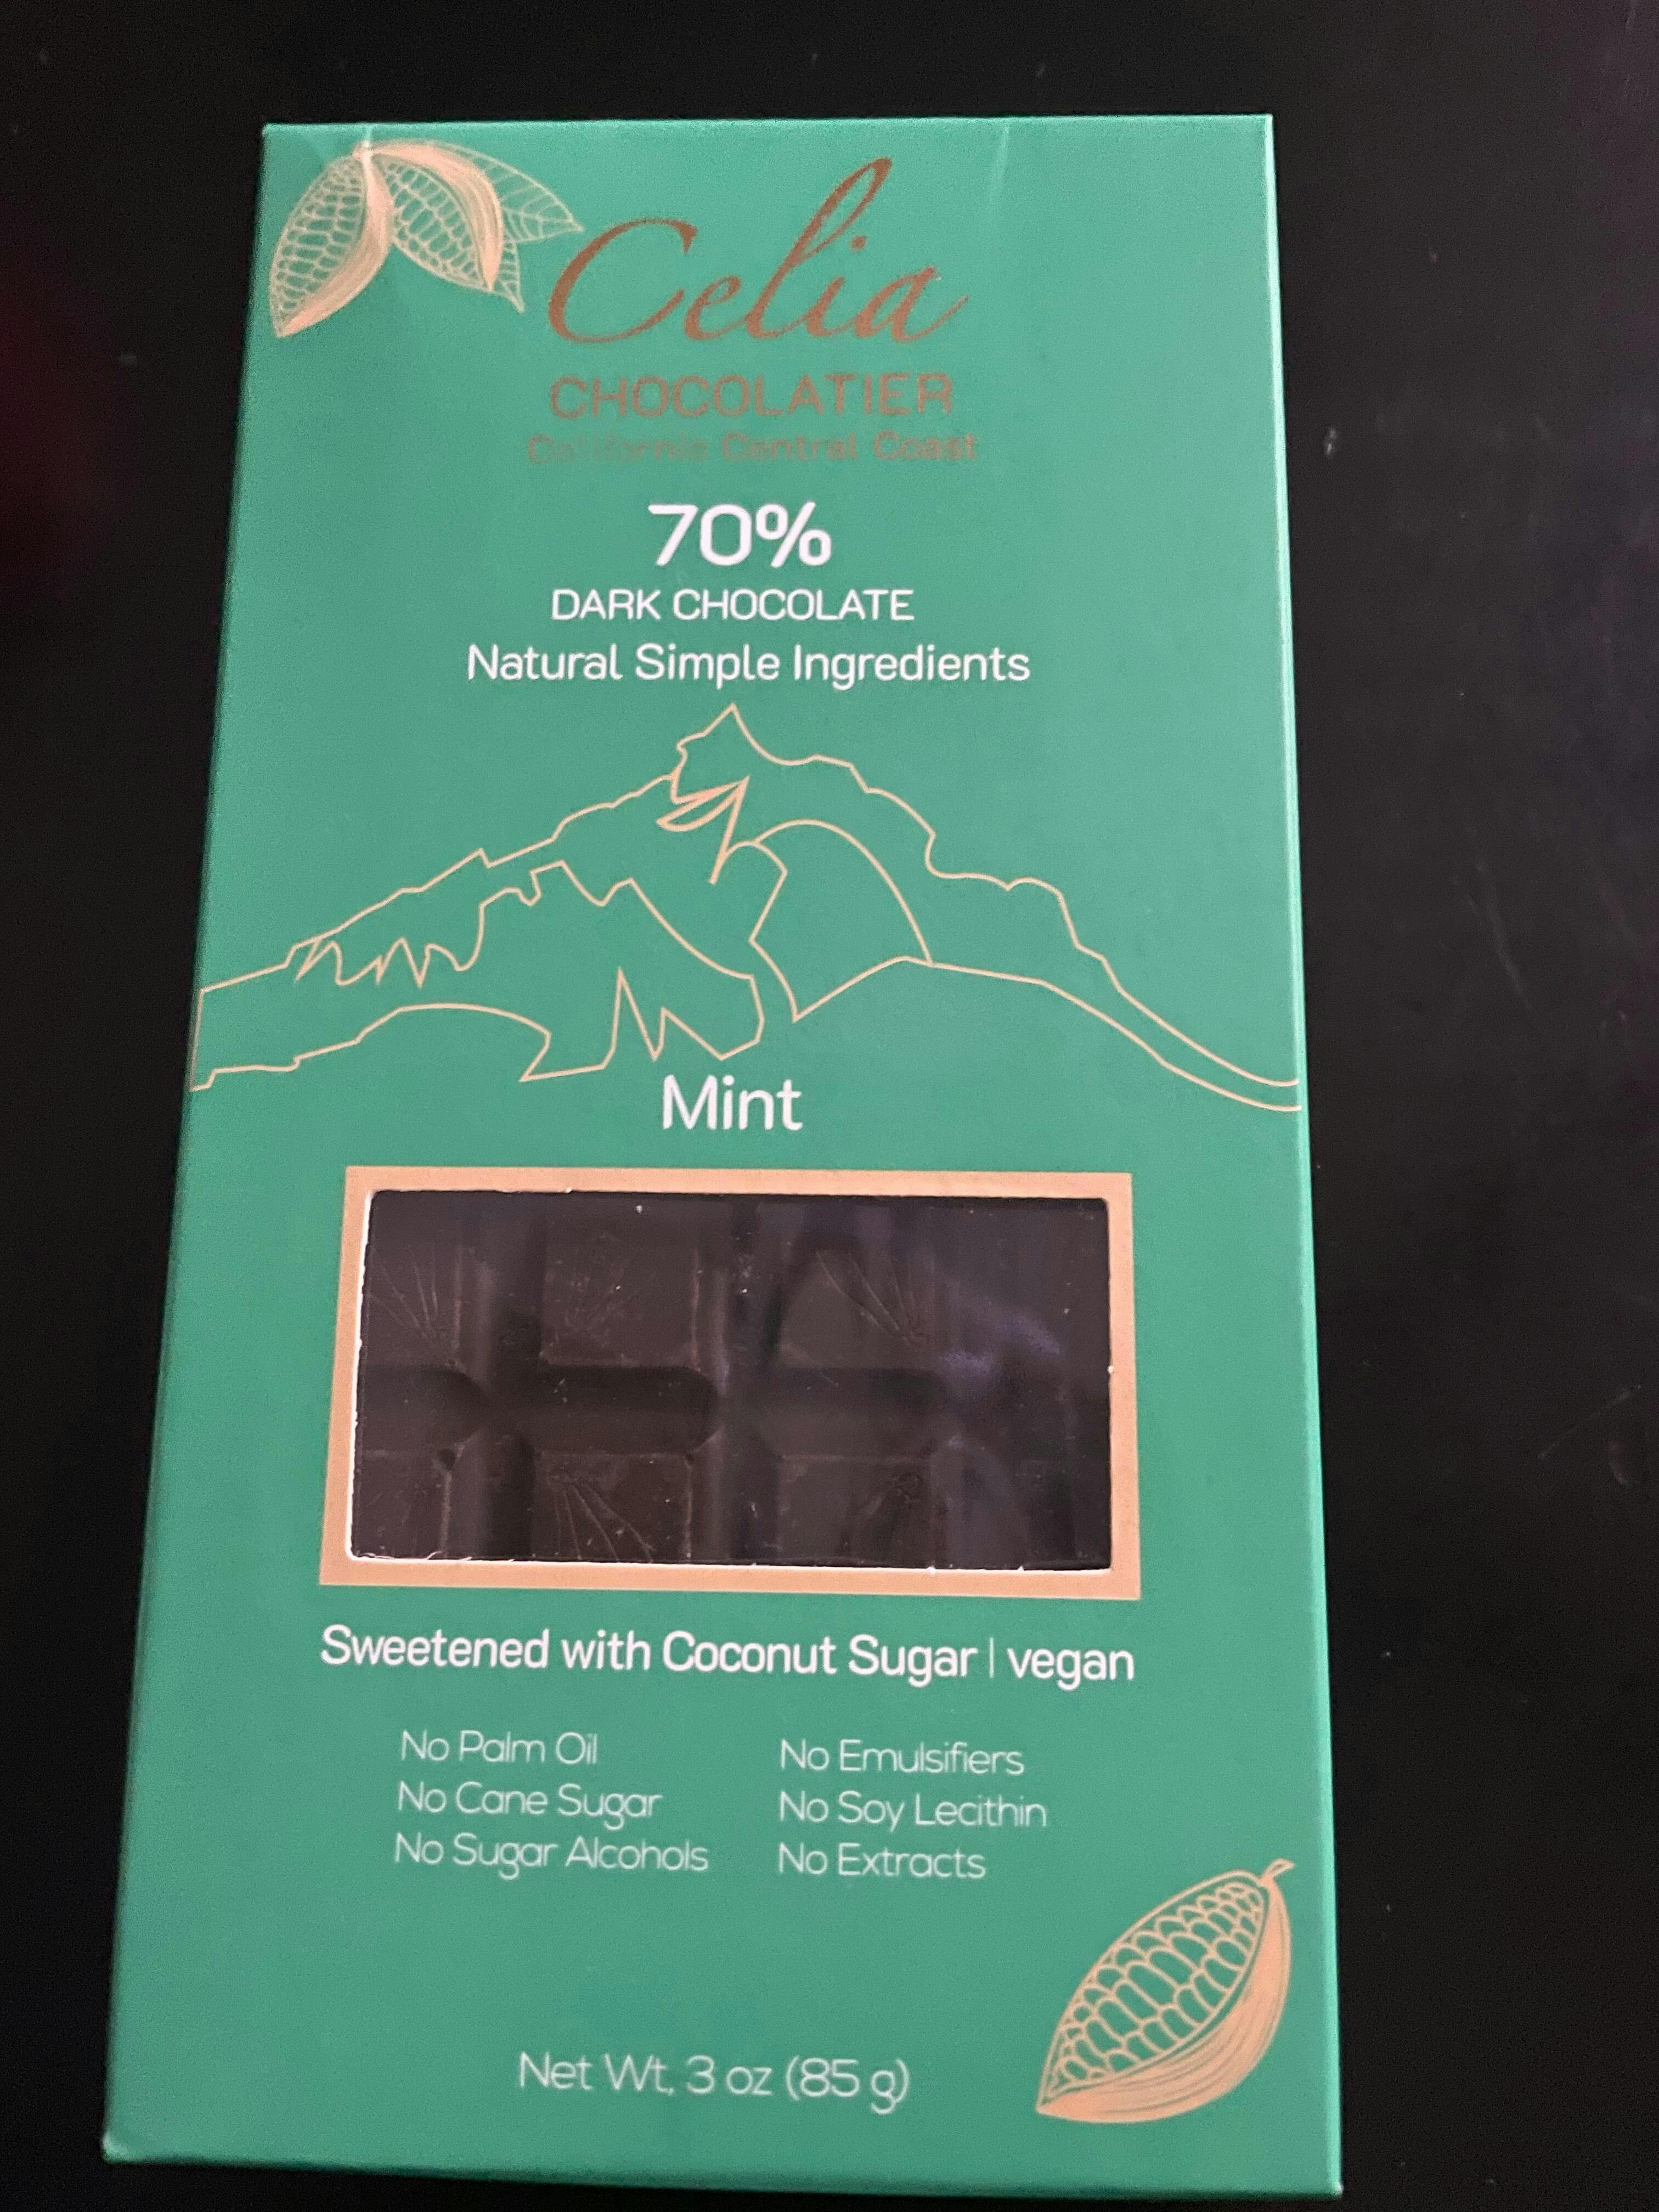 Celia
CHOCOLATIER
California Central Coast
70%
DARK CHOCOLATE
Natural Simple Ingredients
Mint
Sweetened with Coconut Sugar | vegan
No Palm Oil
No Cane Sugar
No Sugar Alcohols
No Emulsifiers
No Soy Lecithin
No Extracts
Net Wt. 3 oz (85 g)